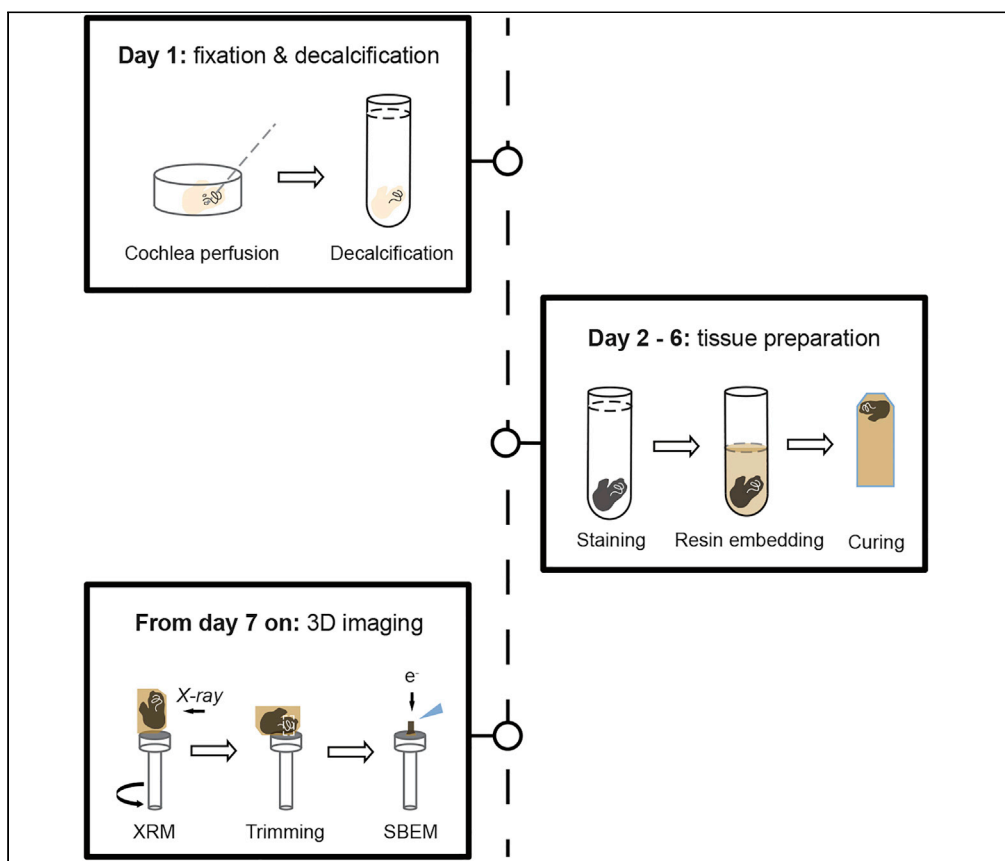 Day 1: fixation & decalcification
Cochlea perfusion
Decalcification
Day 2 - 6: tissue preparation
Staining
Resin embedding
Curing
From day 7 on: 3D imaging
X-ray
e-
XRM
Trimming
SBEM